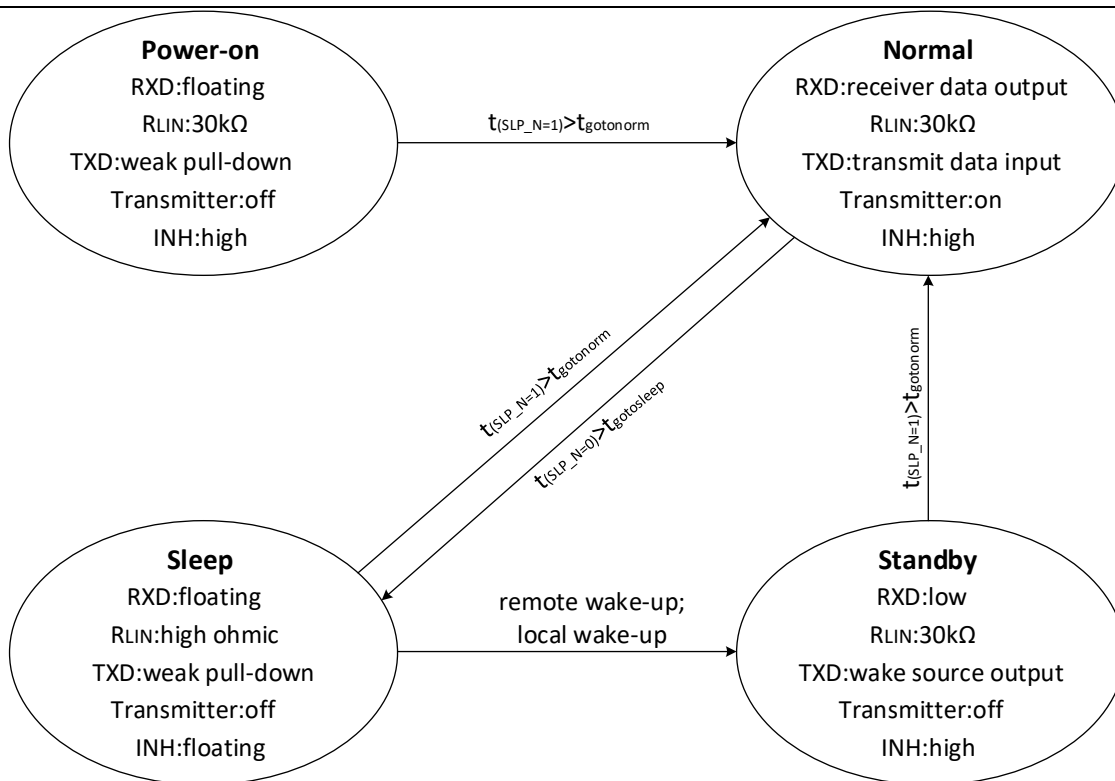 Power-on
RXD:floating
RLIN:30kΩ
TXD:weak pull-down
Transmitter:off
INH:high
t(SLP_N=1)>tgotonorm
Normal
RXD:receiver data output
RLIN:30kΩ
TXD:transmit data input
Transmitter:on
INH:high
t(SLP_N=1)>tgotonorm
t(SLP_N=0)>tgotosleep
t(SLP_N=1)>tgotonorm
Sleep
RXD:floating
RLIN:high ohmic
TXD:weak pull-down
Transmitter:off
INH:floating
remote wake-up;
local wake-up
Standby
RXD:low
RLIN:30kΩ
TXD:wake source output
Transmitter:off
INH:high